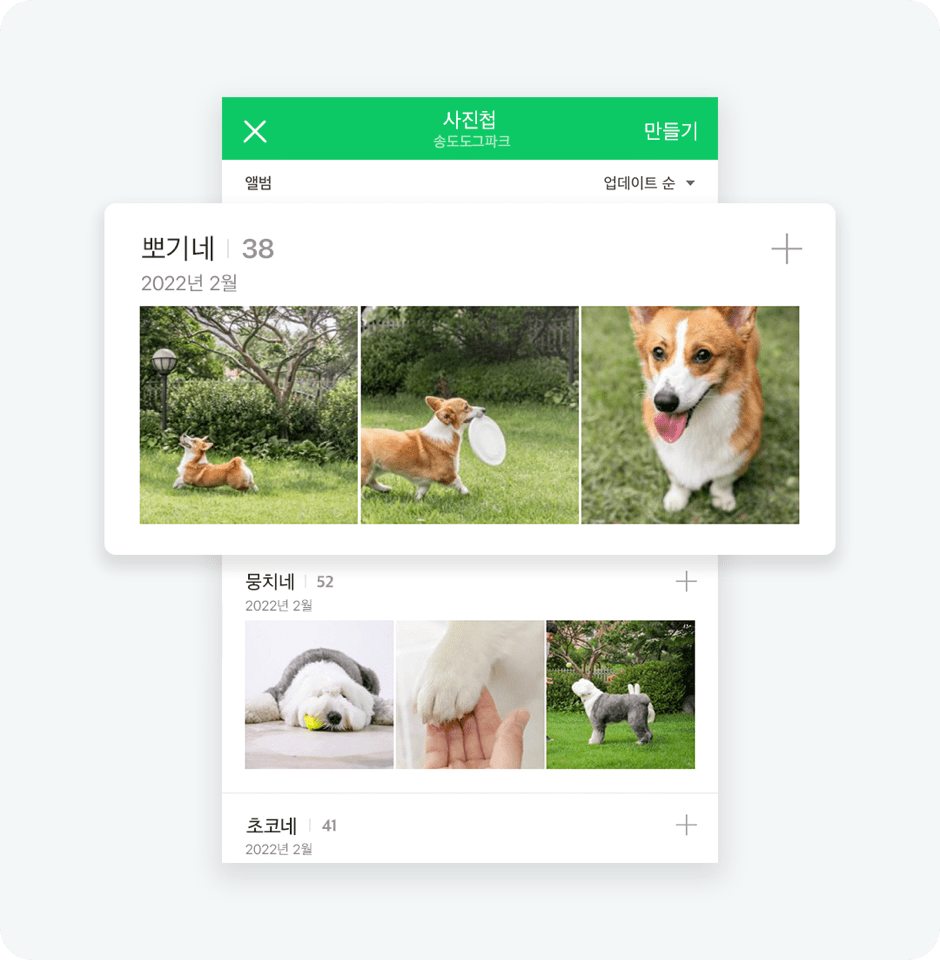 사진첩
송도도그파크
만들기
앨범
업데이트 순
뽀기네 38
2022년 2월
뭉치네 52
2022년 2월
초코네 41
2022년 2월